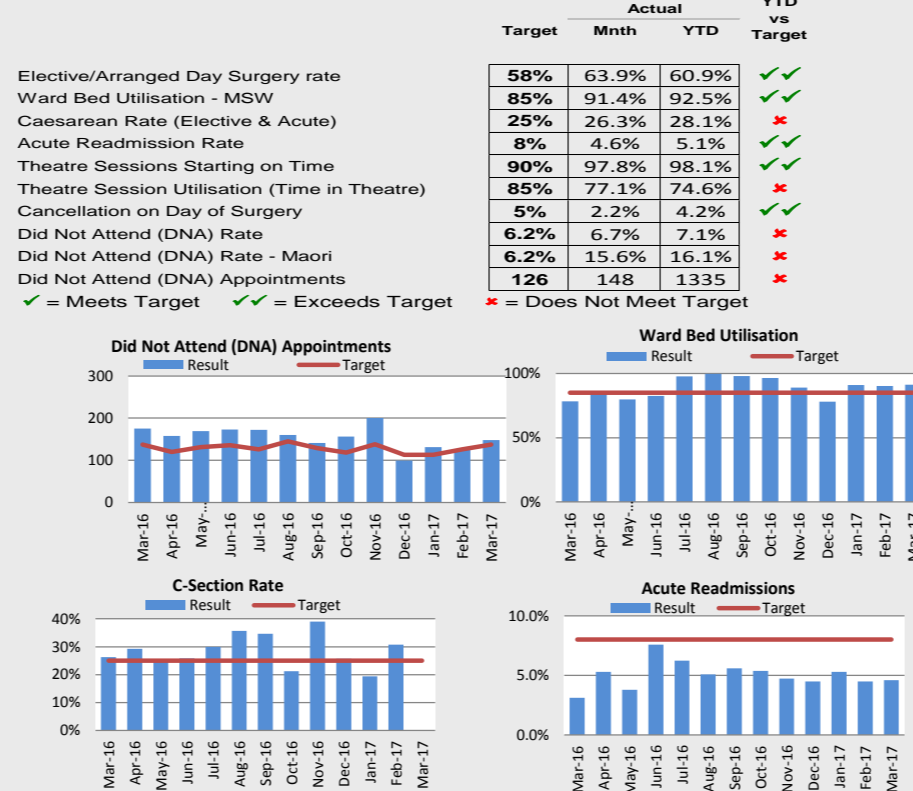 Actual YTD vs Target
Target Mnth YTD
Elective/Arranged Day Surgery rate 58% 63.9% 60.9% ✓✓
Ward Bed Utilisation - MSW 85% 91.4% 92.5% ✓✓
Caesarean Rate (Elective & Acute) 25% 26.3% 28.1% ✖
Acute Readmission Rate 8% 4.6% 5.1% ✓✓
Theatre Sessions Starting on Time 90% 97.8% 98.1% ✓✓
Theatre Session Utilisation (Time in Theatre) 85% 77.1% 74.6% ✖
Cancellation on Day of Surgery 5% 2.2% 4.2% ✓✓
Did Not Attend (DNA) Rate 6.2% 6.7% 7.1% ✖
Did Not Attend (DNA) Rate - Maori 6.2% 15.6% 16.1% ✖
Did Not Attend (DNA) Appointments 126 148 1335 ✖
✓ = Meets Target ✓✓ = Exceeds Target ✖ = Does Not Meet Target
Did Not Attend (DNA) Appointments
Result Target
300
200
100
0
Mar-16 Apr-16 May-... Jun-16 Jul-16 Aug-16 Sep-16 Oct-16 Nov-16 Dec-16 Jan-17 Feb-17 Mar-17
Ward Bed Utilisation
Result Target
100%
50%
0%
Mar-16 Apr-16 May-... Jun-16 Jul-16 Aug-16 Sep-16 Oct-16 Nov-16 Dec-16 Jan-17 Feb-17 Mar-17
C-Section Rate
Result Target
40%
30%
20%
10%
0%
Mar-16 Apr-16 May-16 Jun-16 Jul-16 Aug-16 Sep-16 Oct-16 Nov-16 Dec-16 Jan-17 Feb-17 Mar-17
Acute Readmissions
Result Target
10.0%
5.0%
0.0%
Mar-16 Apr-16 May-16 Jun-16 Jul-16 Aug-16 Sep-16 Oct-16 Nov-16 Dec-16 Jan-17 Feb-17 Mar-17